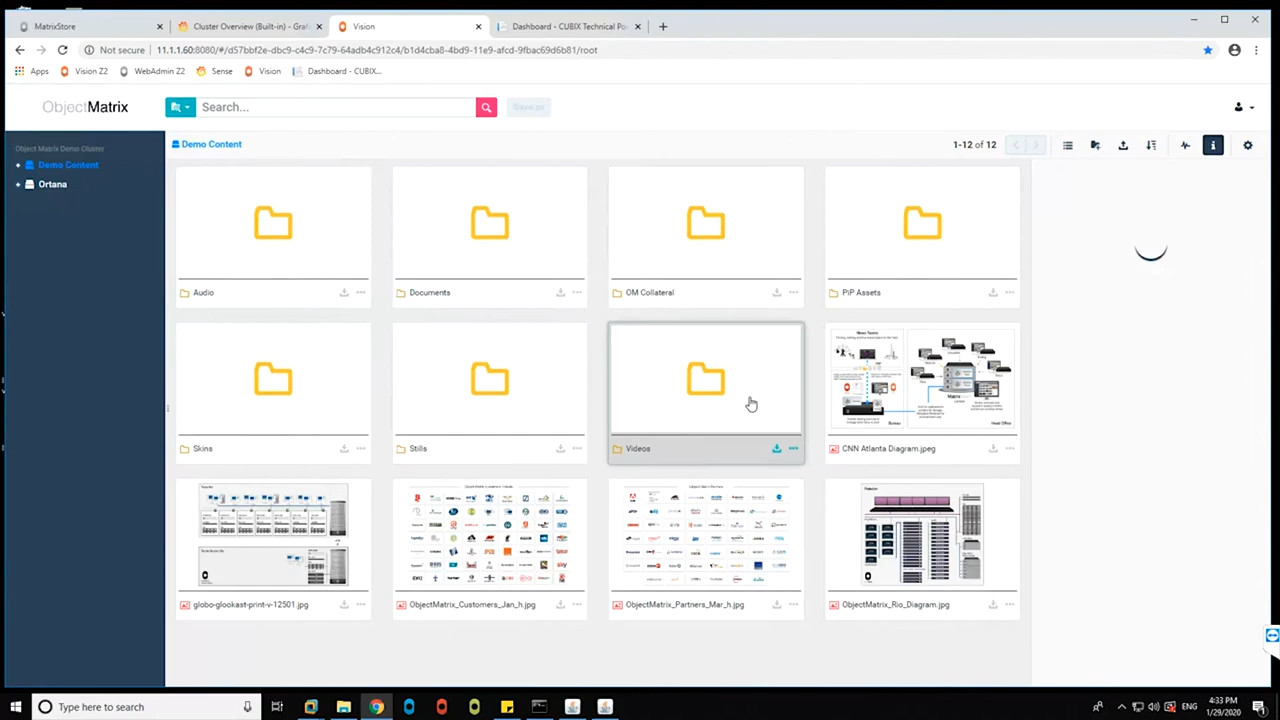 MatrixStore
Cluster Overview (Built-in) - Graf
Vision
Dashboard - CUBIX Technical Po
Not secure
11.1.1.60:8080/#/d57bbf2e-dbc9-c4c9-7c79-64adb4c912c4/b1d4cba8-4bd9-11e9-afcd-9fbac69d6b81/root
Apps
Vision Z2
WebAdmin Z2
Sense
Vision
Dashboard - CUBIX...
ObjectMatrix
Search...
Save as
Object Matrix Demo Cluster
Demo Content
Ortana
Demo Content
1-12 of 12
Audio
Documents
OM Collateral
PiP Assets
Skins
Stills
Videos
CNN Atlanta Diagram.jpeg
globo-glookast-print-v-12501.jpg
ObjectMatrix_Customers_Jan_h.jpg
ObjectMatrix_Partners_Mar_h.jpg
ObjectMatrix_Rio_Diagram.jpg
Type here to search
ENG
4:33 PM
1/29/2020